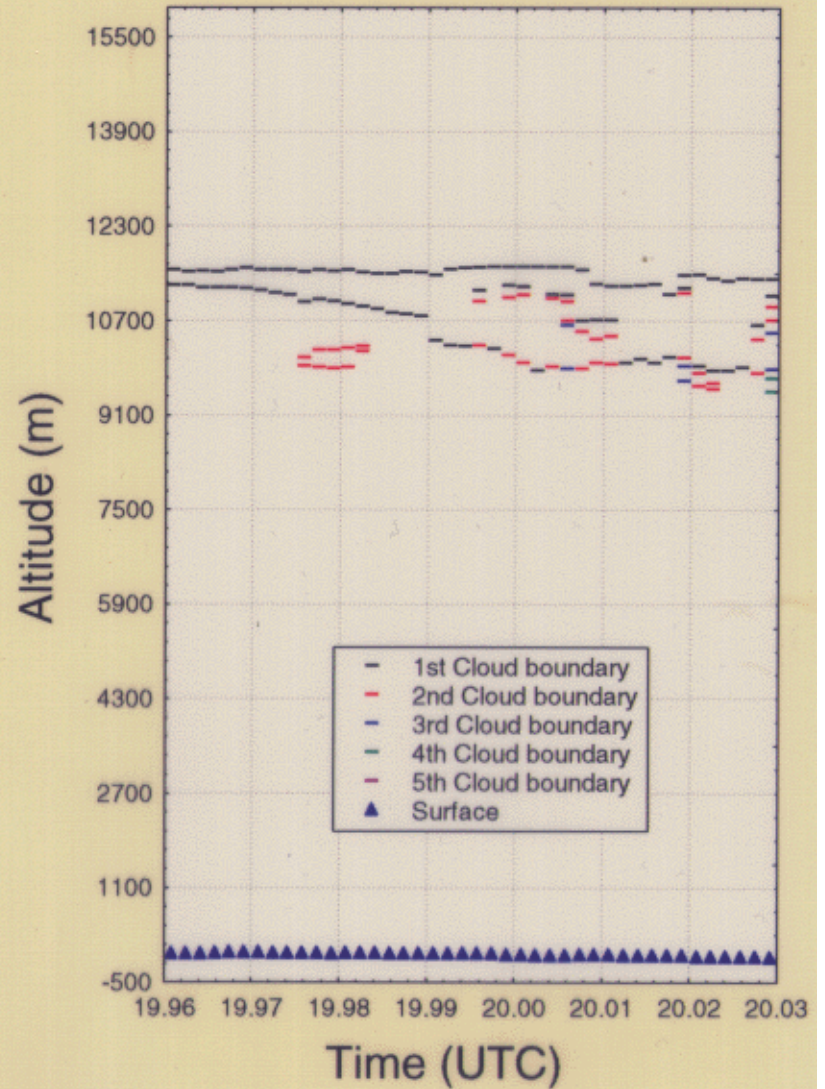 15500
13900
12300
10700
9100
7500
5900
4300
2700
1100
-500
Altitude (m)
1st Cloud boundary
2nd Cloud boundary
3rd Cloud boundary
4th Cloud boundary
5th Cloud boundary
Surface
19.96 19.97 19.98 19.99 20.00 20.01 20.02 20.03
Time (UTC)